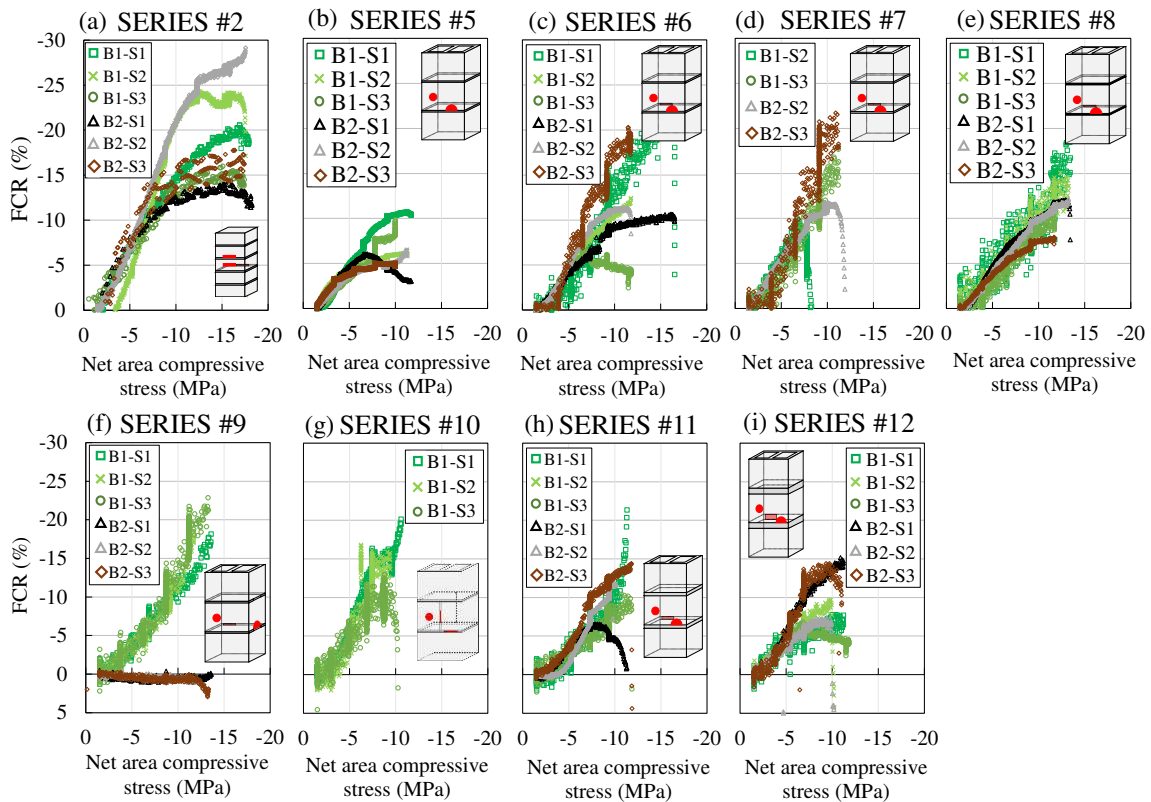 (a) SERIES #2
(b) SERIES #5
(c) SERIES #6
(d) SERIES #7
(e) SERIES #8
-30
-25
-20
-15
-10
-5
0
FCR (%)
B1-S1
B1-S2
B1-S3
B2-S1
B2-S2
B2-S3
0 -5 -10 -15 -20
Net area compressive
stress (MPa)
B1-S1
B1-S2
B1-S3
B2-S1
B2-S2
B2-S3
0 -5 -10 -15 -20
Net area compressive
stress (MPa)
B1-S1
B1-S2
B1-S3
B2-S1
B2-S2
B2-S3
0 -5 -10 -15 -20
Net area compressive
stress (MPa)
B1-S2
B1-S3
B2-S2
B2-S3
0 -5 -10 -15 -20
Net area compressive
stress (MPa)
B1-S1
B1-S2
B1-S3
B2-S1
B2-S2
B2-S3
0 -5 -10 -15 -20
Net area compressive
stress (MPa)
(f) SERIES #9
(g) SERIES #10
(h) SERIES #11
(i) SERIES #12
-30
-25
-20
-15
-10
-5
0
5
FCR (%)
B1-S1
B1-S2
B1-S3
B2-S1
B2-S2
B2-S3
0 -5 -10 -15 -20
Net area compressive
stress (MPa)
B1-S1
B1-S2
B1-S3
0 -5 -10 -15 -20
Net area compressive
stress (MPa)
B1-S1
B1-S2
B1-S3
B2-S1
B2-S2
B2-S3
0 -5 -10 -15 -20
Net area compressive
stress (MPa)
B1-S1
B1-S2
B1-S3
B2-S1
B2-S2
B2-S3
0 -5 -10 -15 -20
Net area compressive
stress (MPa)